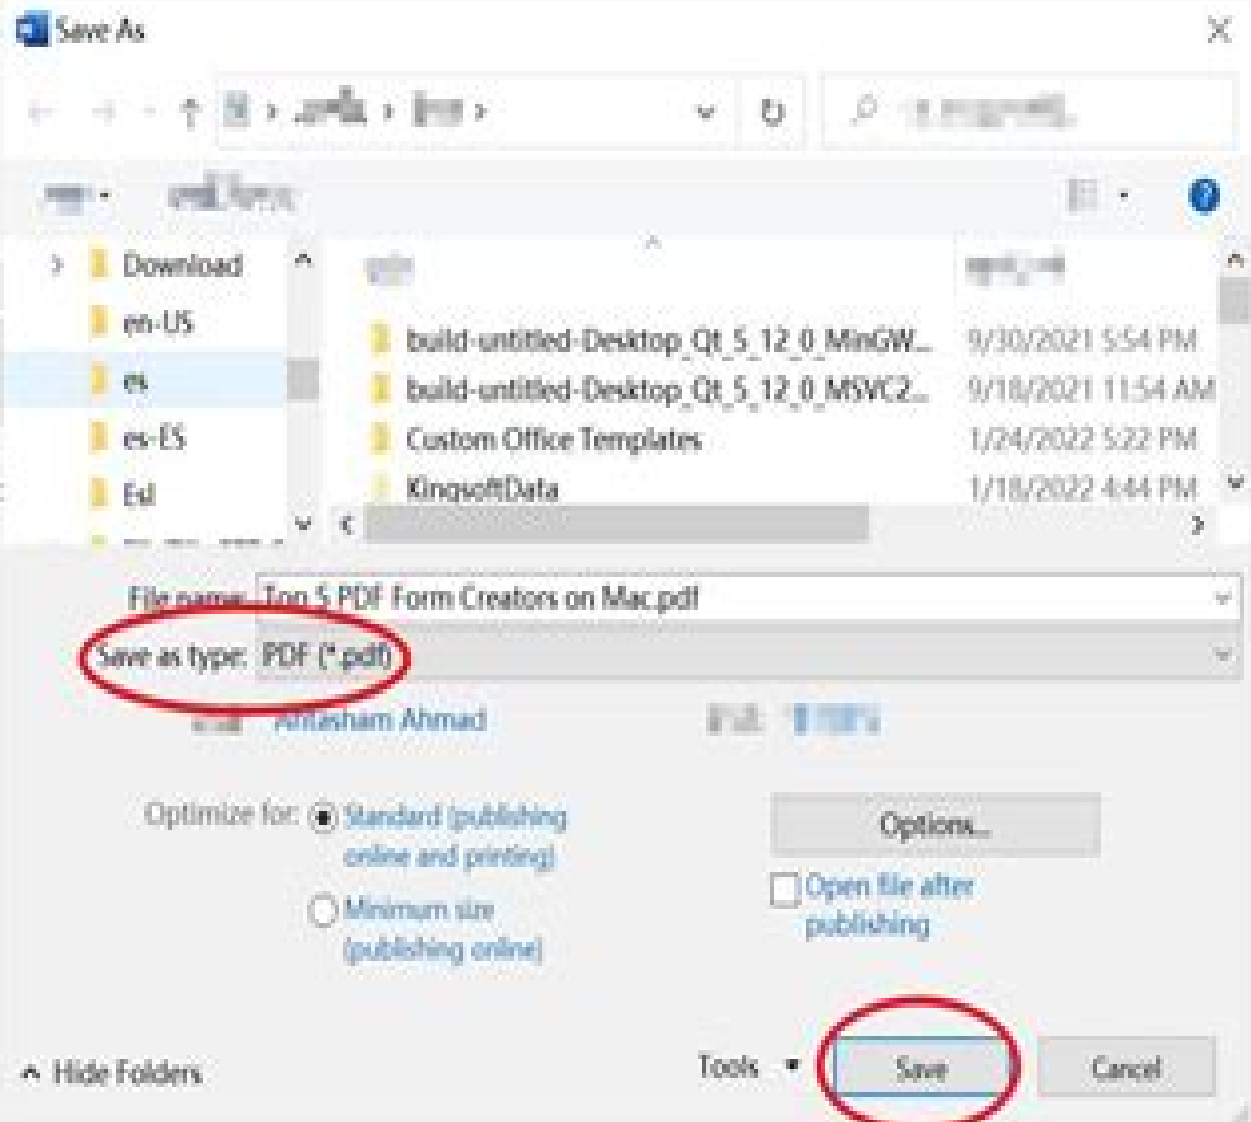 Save As
Download
en-US
es
es-ES
Esl
build-untitled-Desktop_Qt_5_12_0_MinGW... 9/30/2021 5:54 PM
build-untitled-Desktop_Qt_5_12_0_MSVC2... 9/18/2021 11:54 AM
Custom Office Templates 1/24/2022 5:22 PM
KingsoftData 1/18/2022 4:44 PM
File name: Top 5 PDF Form Creators on Mac.pdf
Save as type: PDF (*.pdf)
Ahtasham Ahmad
Optimize for: Standard (publishing
online and printing)
Minimum size
(publishing online)
Options...
Open file after
publishing
Hide Folders
Tools
Save
Cancel